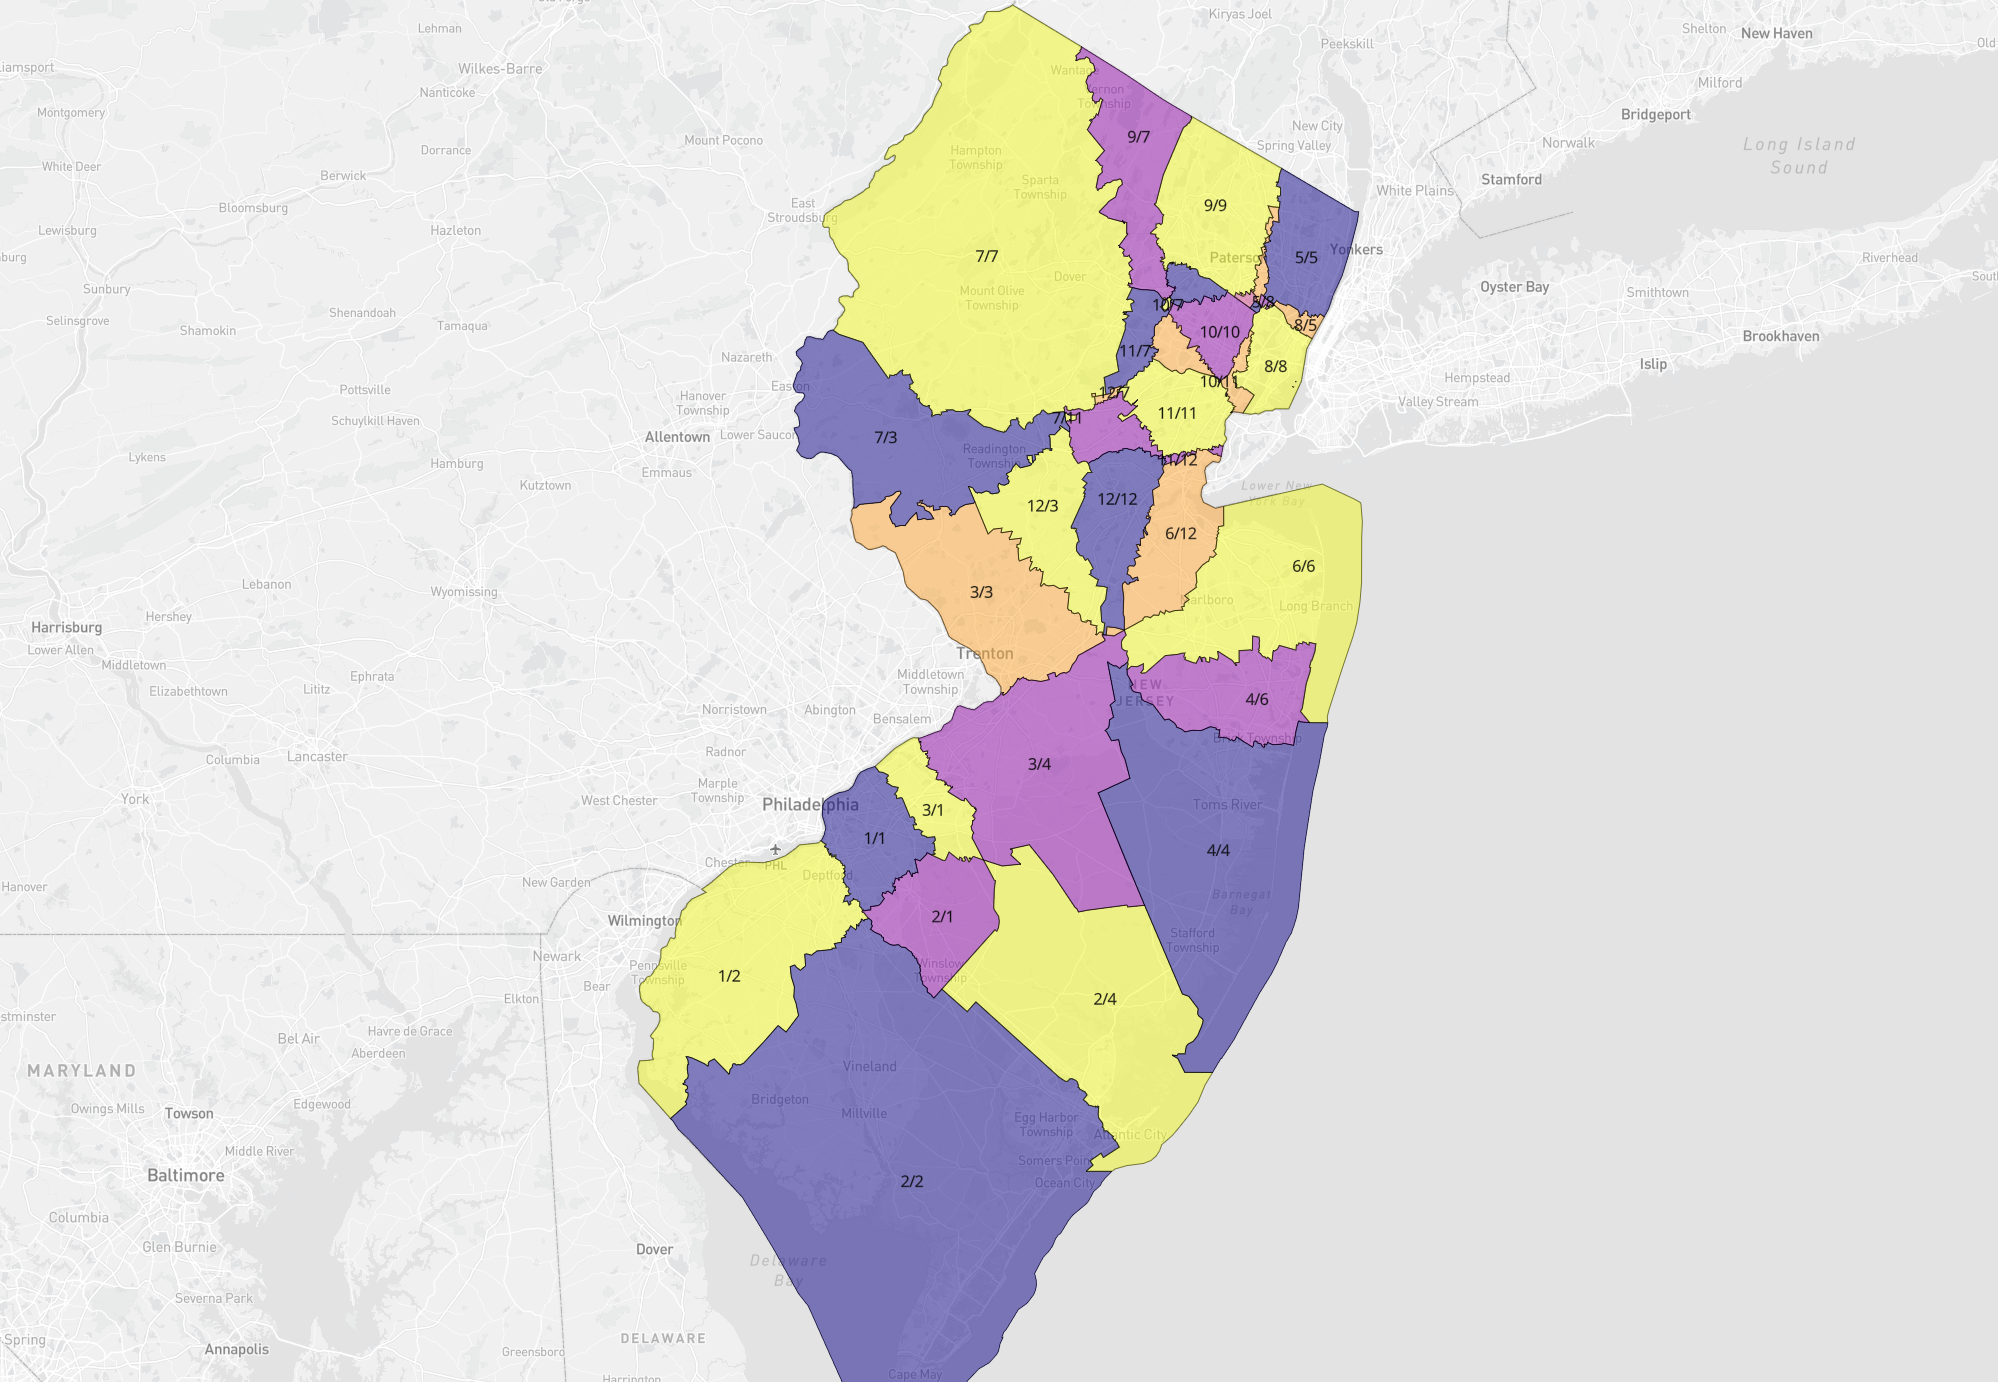 Kiryas Joel
Lehman
New Haven
Shelton
Peekskill
Milford
Wilkes-Barre
Nanticoke
Wantage
Vernon
Township
Bridgeport
New City
Spring Valley
Norwalk
Long Island
Sound
Montgomery
9/7
Mount Pocono
Dorrance
White Deer
Berwick
Hampton
Township
Sparta
Township
White Plains
Stamford
Bloomsburg
East
Stroudsburg
9/9
Lewisburg
Hazleton
Yonkers
Riverhead
7/7
5/5
Sunbury
Dover
Mount Olive
Township
Oyster Bay
Smithtown
Selinsgrove
Shenandoah
Shamokin
Tamaqua
10/7
5/8
10/10
8/5
Brookhaven
Nazareth
11/7
8/8
Islip
Pottsville
Easton
Hanover
Township
12/7
10/11
Hempstead
Valley Stream
Schuylkill Haven
7/11
11/11
Allentown
Lower Saucon
7/3
Readington
Township
Lykens
Hamburg
Emmaus
Kutztown
11/12
12/3
12/12
Lower New
York Bay
6/12
6/6
Lebanon
Wyomissing
3/3
Marlboro
Long Branch
Hershey
Harrisburg
Lower Allen
Middletown
Ephrata
Trenton
Elizabethtown
Lititz
Middletown
Township
NEW
JERSEY
4/6
Norristown
Abington
Bensalem
Brick Township
Radnor
Lancaster
Columbia
3/4
York
West Chester
Marple
Township
Philadelphia
3/1
Toms River
1/1
4/4
Chester
PHL
Deptford
Hanover
New Garden
Barnegat
Bay
Wilmington
2/1
Stafford
Township
Newark
Pennsville
Township
Winslow
Township
1/2
Bear
Elkton
2/4
Bel Air
Havre de Grace
Aberdeen
MARYLAND
Vineland
Bridgeton
Millville
Owings Mills
Towson
Edgewood
Egg Harbor
Township
Atlantic City
Middle River
Baltimore
Somers Point
Ocean City
2/2
Columbia
Glen Burnie
Dover
Delaware
Bay
Severna Park
DELAWARE
Annapolis
Greensboro
Harrington
Cape May